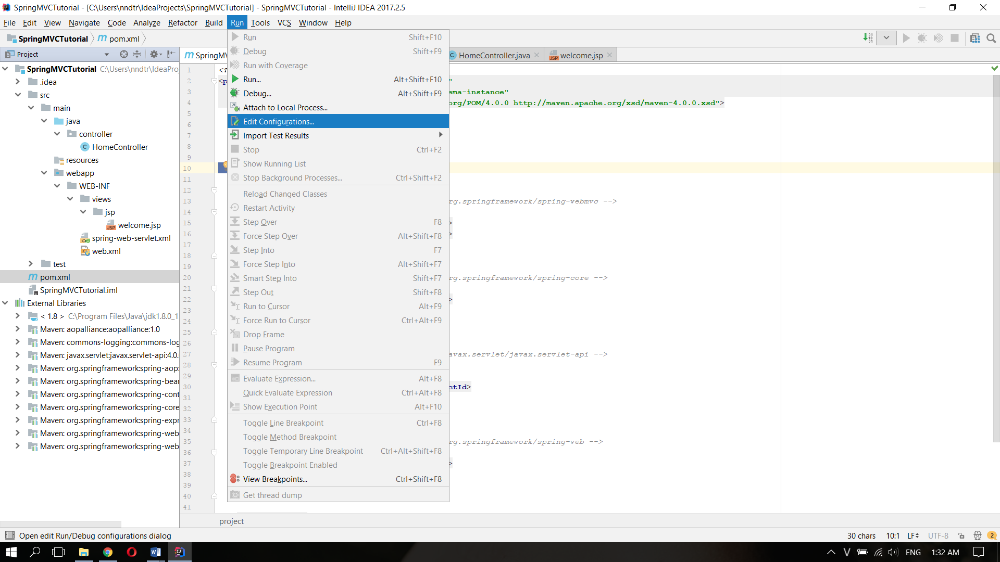 SpringMVCTutorial - [C:\Users\nndtr\IdeaProjects\SpringMVCTutorial] - SpringMVCTutorial - IntelliJ IDEA 2017.2.5
File Edit View Navigate Code Analyze Refactor Build Run Tools VCS Window Help
SpringMVCTutorial pom.xml
Project
SpringMV HomeController.java welcome.jsp
SpringMVCTutorial C:\Users\nndtr\IdeaPro
.idea
src
main
java
controller
HomeController
resources
webapp
WEB-INF
views
jsp
welcome.jsp
spring-web-servlet.xml
web.xml
test
pom.xml
SpringMVCTutorial.iml
External Libraries
< 1.8 > C:\Program Files\Java\jdk1.8.0_1
Maven: aopalliance:aopalliance:1.0
Maven: commons-logging:commons-log
Maven: javax.servlet:javax.servlet-api:4.0.
Maven: org.springframework:spring-aop:
Maven: org.springframework:spring-bear
Maven: org.springframework:spring-cont
Maven: org.springframework:spring-core
Maven: org.springframework:spring-expr
Maven: org.springframework:spring-web
Maven: org.springframework:spring-web
Run Shift+F10
Debug Shift+F9
Run with Coverage
Run... Alt+Shift+F10
Debug... Alt+Shift+F9
Attach to Local Process...
Edit Configurations...
Import Test Results
Stop Ctrl+F2
Show Running List
Stop Background Processes... Ctrl+Shift+F2
Reload Changed Classes
Restart Activity
Step Over F8
Force Step Over Alt+Shift+F8
Step Into F7
Force Step Into Alt+Shift+F7
Smart Step Into Shift+F7
Step Out Shift+F8
Run to Cursor Alt+F9
Force Run to Cursor Ctrl+Alt+F9
Drop Frame
Pause Program
Resume Program F9
Evaluate Expression... Alt+F8
Quick Evaluate Expression Ctrl+Alt+F8
Show Execution Point Alt+F10
Toggle Line Breakpoint Ctrl+F8
Toggle Method Breakpoint
Toggle Temporary Line Breakpoint Ctrl+Alt+Shift+F8
Toggle Breakpoint Enabled
View Breakpoints... Ctrl+Shift+F8
Get thread dump
1 <?
2 <p "
3 ema-instance"
4 org/POM/4.0.0 http://maven.apache.org/xsd/maven-4.0.0.xsd">
5
6
7
8
9
10
11
12
13 rg.springframework/spring-webmvc -->
14
15 >
16 >
17
18
19
20 rg.springframework/spring-core -->
21
22 >
23
24
25
26
27 avax.servlet/javax.servlet-api -->
28
29
30 ctId>
31
32
33
34
35 rg.springframework/spring-web -->
36
37 >
38
39
40
41
project
Open edit Run/Debug configurations dialog 30 chars 10:1 LF UTF-8 2
ENG 1:32 AM